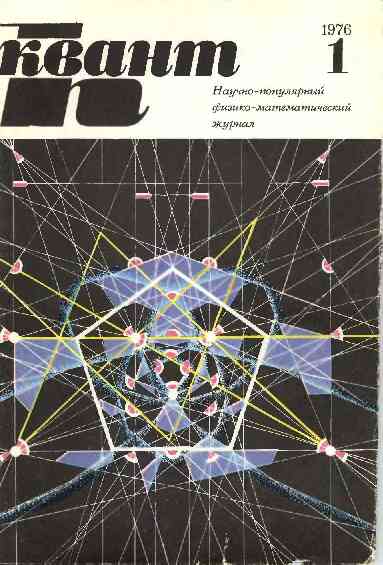 квант
1976
1
Научно-популярный
физико-математический
журнал